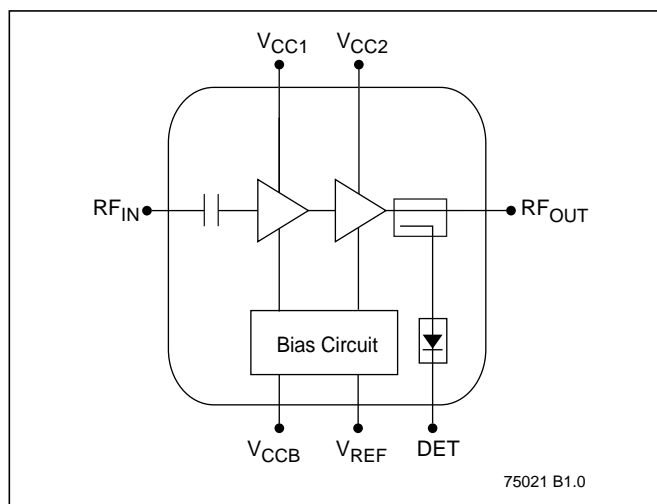 VCC1 VCC2
RFIN RFOUT
Bias Circuit
VCCB VREF DET
75021 B1.0